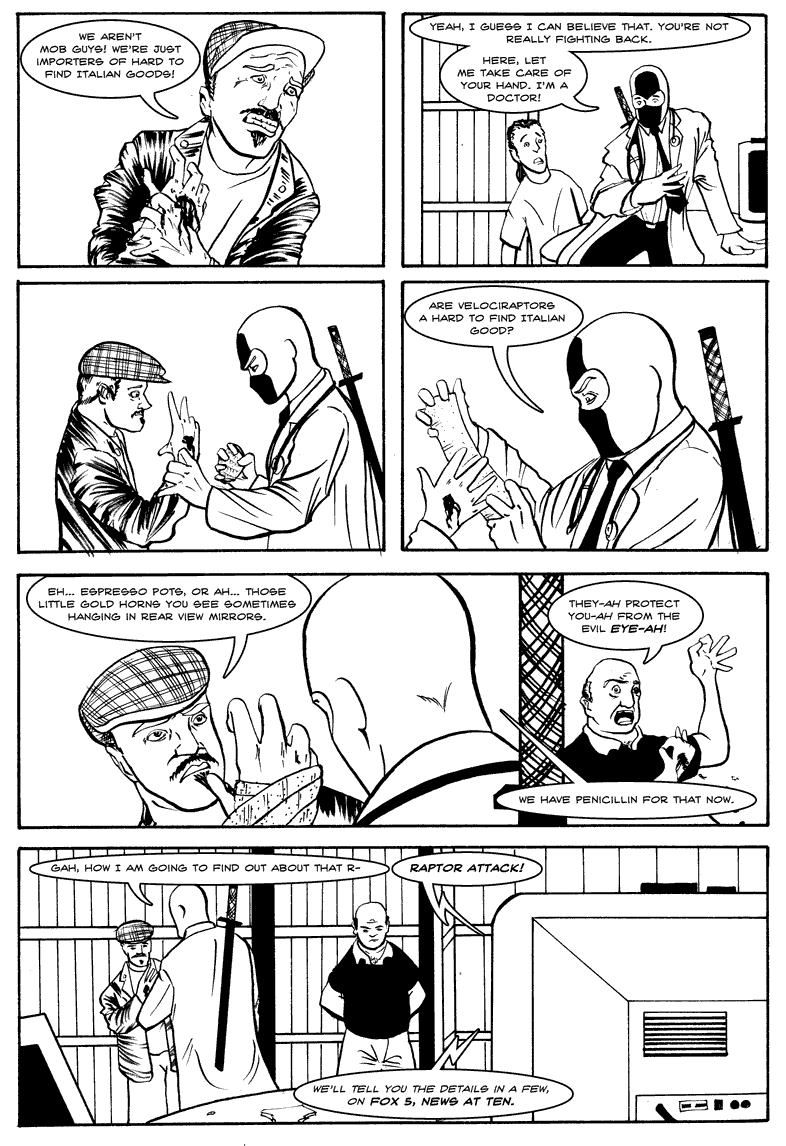 WE AREN'T
MOB GUYS! WE'RE JUST
IMPORTERS OF HARD TO
FIND ITALIAN GOODS!
YEAH, I GUESS I CAN BELIEVE THAT. YOU'RE NOT
REALLY FIGHTING BACK.
HERE, LET
ME TAKE CARE OF
YOUR HAND. I'M A
DOCTOR!
ARE VELOCIRAPTORS
A HARD TO FIND ITALIAN
GOOD?
EH... ESPRESSO POTS, OR AH... THOSE
LITTLE GOLD HORNS YOU SEE SOMETIMES
HANGING IN REAR VIEW MIRRORS.
THEY-AH PROTECT
YOU-AH FROM THE
EVIL EYE-AH!
WE HAVE PENICILLIN FOR THAT NOW.
GAH, HOW I AM GOING TO FIND OUT ABOUT THAT R-
RAPTOR ATTACK!
WE'LL TELL YOU THE DETAILS IN A FEW,
ON FOX 5, NEWS AT TEN.